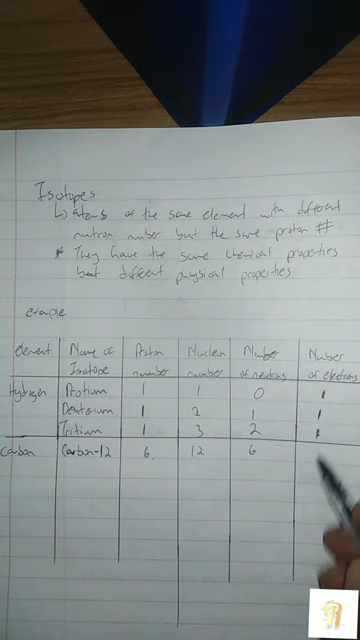 Isotopes
↳ atoms of the same element with different
nutron number but the same proton #
* They have the same chemical properties
but different physical properties
example
element | Name of Isotope | Proton number | Nucleon number | Number of neutrons | Number of electrons
Hydrogen | Protium | 1 | 1 | 0 | 1
Deuterium | 1 | 2 | 1 | 1
Tritium | 1 | 3 | 2 | 1
Carbon | Carbon-12 | 6 | 12 | 6